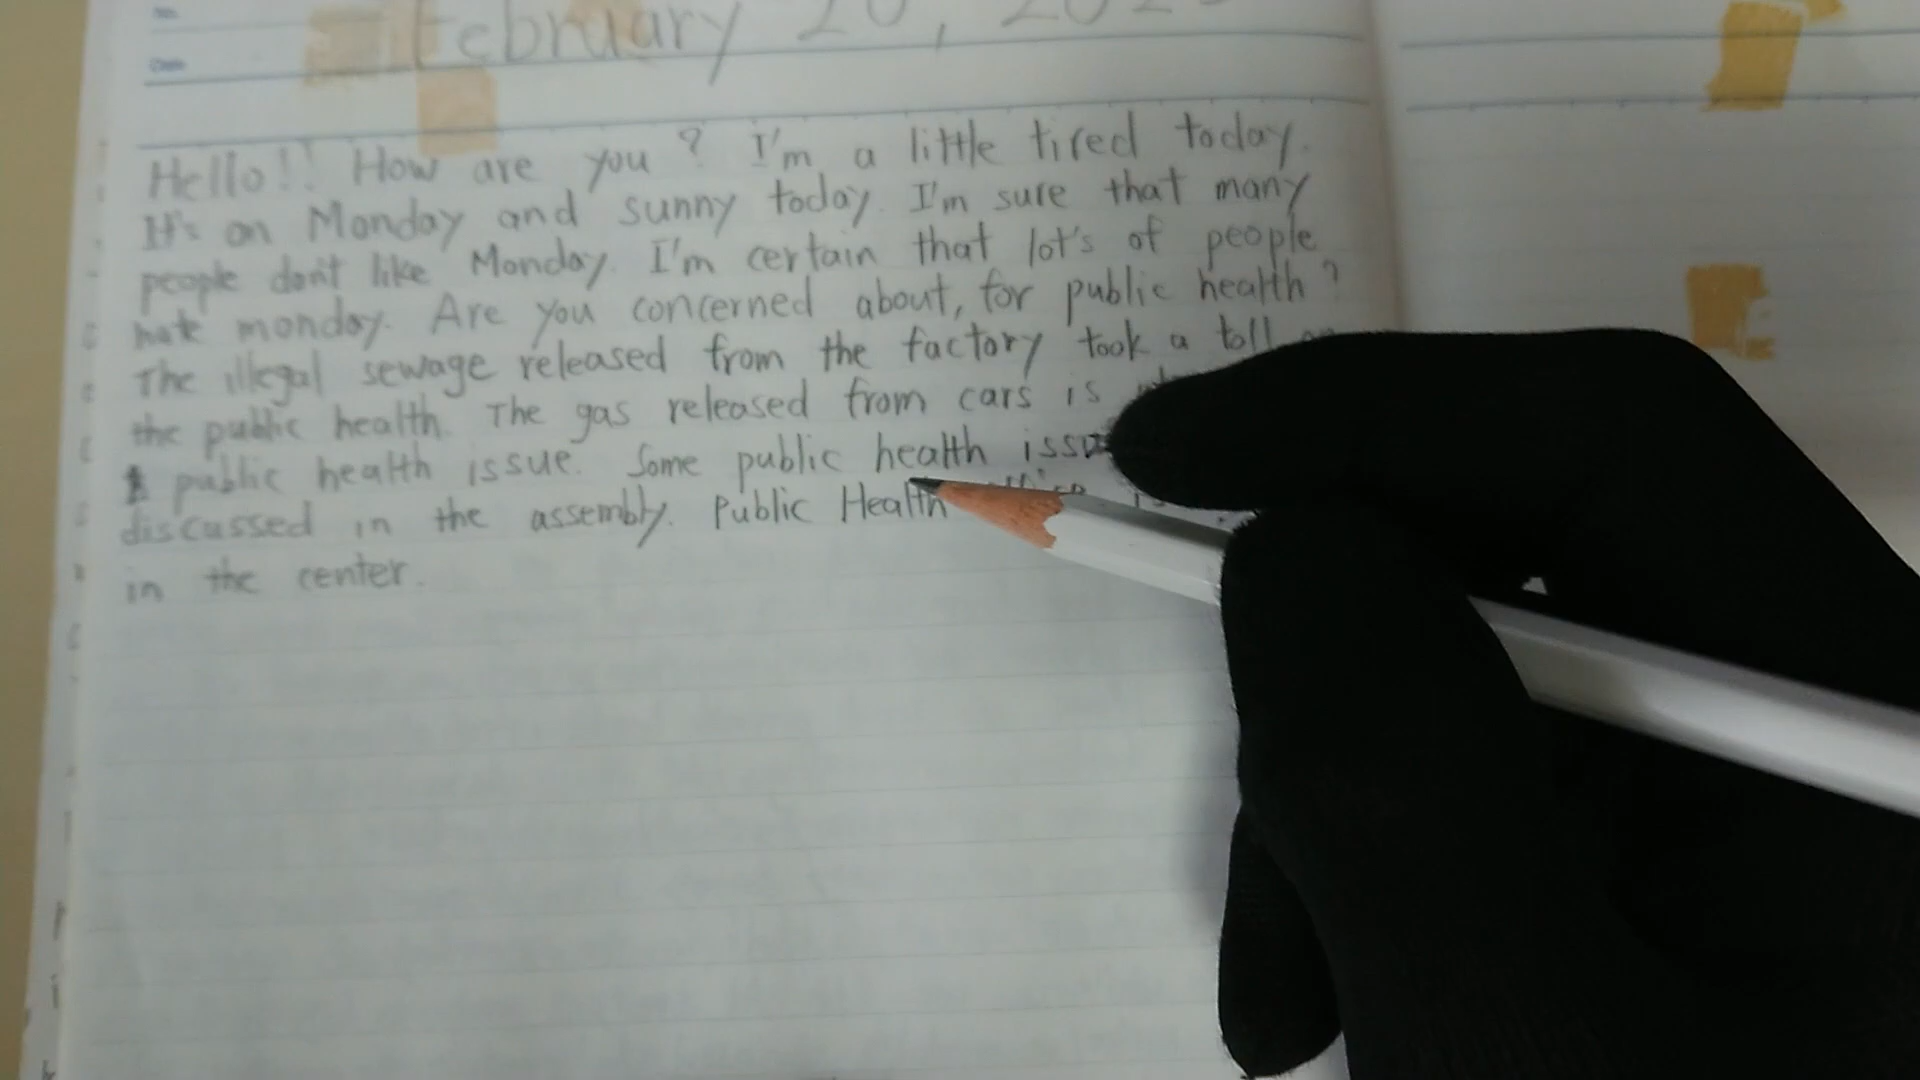 February 20, 202
Hello!! How are you? I'm a little tired today.
It's on Monday and sunny today. I'm sure that many
people don't like Monday. I'm certain that lot's of people
hate monday. Are you concerned about, for public health?
The illegal sewage released from the factory took a toll
the public health. The gas released from cars is
public health issue. Some public health
discussed in the assembly. Public Health
in the center.